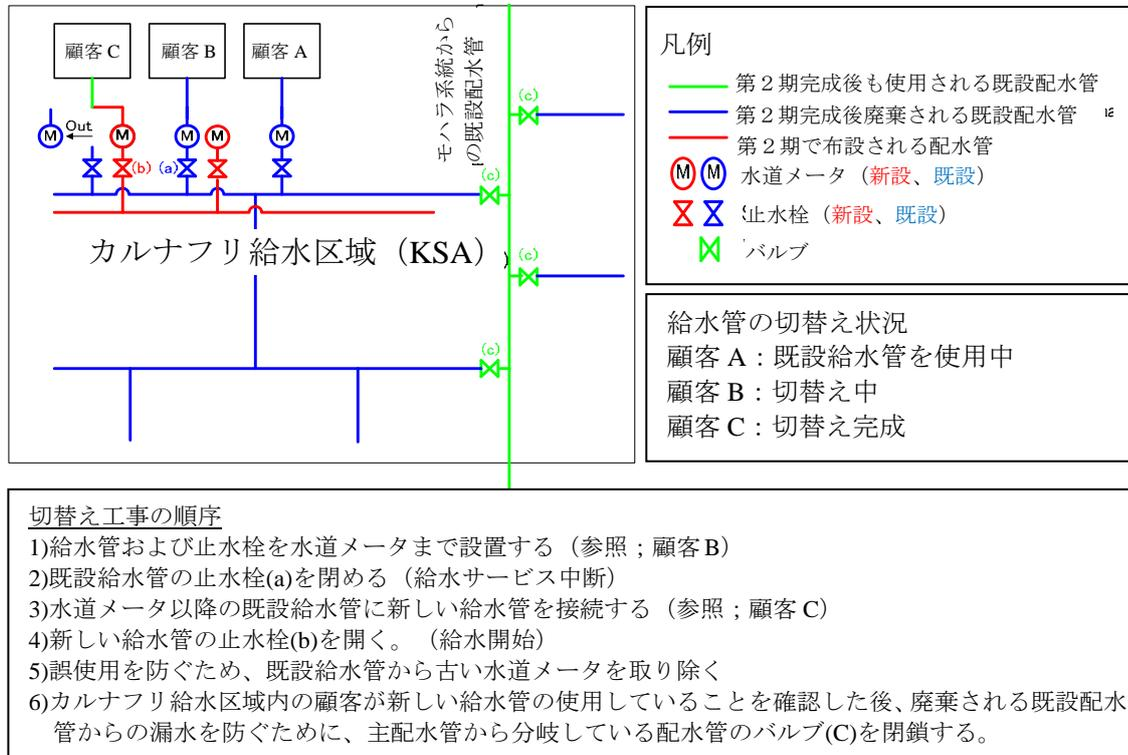 顧客 C
顧客 B
顧客 A
モハラ系統から
の既設配水管
Out
M
M
M
M
M
(b)
(a)
(c)
(c)
(c)
(c)
カルナフリ給水区域（KSA）
凡例
第２期完成後も使用される既設配水管
第２期完成後廃棄される既設配水管
第２期で布設される配水管
M M 水道メータ（新設、既設）
止水栓（新設、既設）
バルブ
給水管の切替え状況
顧客 A：既設給水管を使用中
顧客 B：切替え中
顧客 C：切替え完成
切替え工事の順序
1)給水管および止水栓を水道メータまで設置する（参照；顧客 B）
2)既設給水管の止水栓(a)を閉める（給水サービス中断）
3)水道メータ以降の既設給水管に新しい給水管を接続する（参照；顧客 C）
4)新しい給水管の止水栓(b)を開く。（給水開始）
5)誤使用を防ぐため、既設給水管から古い水道メータを取り除く
6)カルナフリ給水区域内の顧客が新しい給水管の使用していることを確認した後、廃棄される既設配水
管からの漏水を防ぐために、主配水管から分岐している配水管のバルブ(C)を閉鎖する。